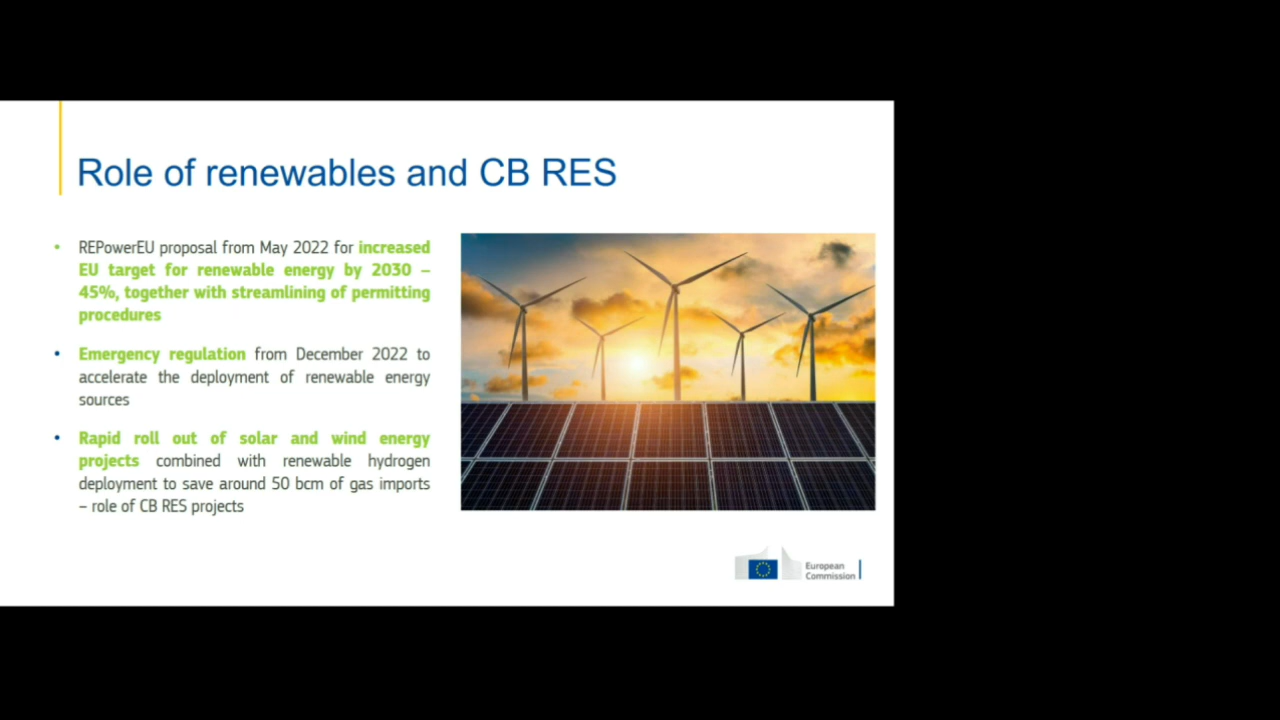 Role of renewables and CB RES
• REPowerEU proposal from May 2022 for increased
EU target for renewable energy by 2030 –
45%, together with streamlining of permitting
procedures
• Emergency regulation from December 2022 to
accelerate the deployment of renewable energy
sources
• Rapid roll out of solar and wind energy
projects combined with renewable hydrogen
deployment to save around 50 bcm of gas imports
– role of CB RES projects
European
Commission